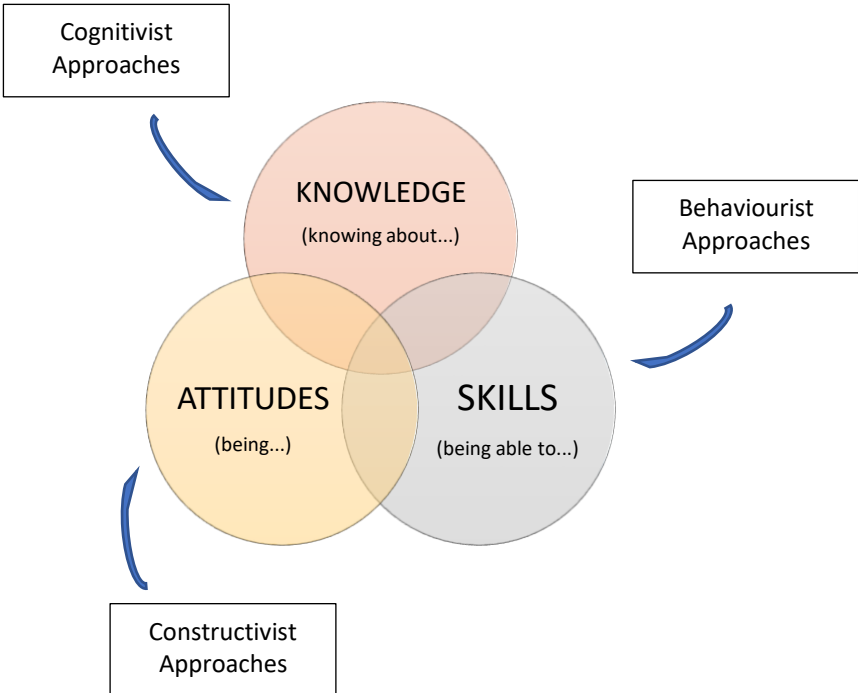 Cognitivist
Approaches
KNOWLEDGE
(knowing about...)
Behaviourist
Approaches
ATTITUDES
(being...)
SKILLS
(being able to...)
Constructivist
Approaches